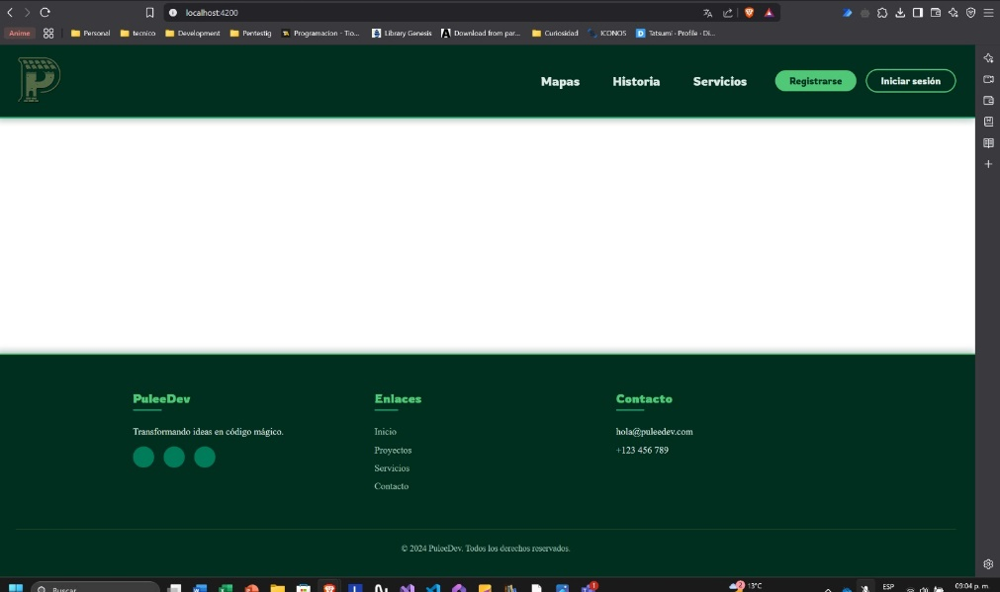 localhost:4200
Anime Personal tecnico Development Pentestig Programacion - Tio... Library Genesis Download from par... Curiosidad ICONOS Tatsumi · Profile · Di...
P Mapas Historia Servicios Registrarse Iniciar sesión
PuleeDev Enlaces Contacto
Transformando ideas en código mágico. Inicio hola@puleedev.com
Proyectos +123 456 789
Servicios
Contacto
© 2024 PuleeDev. Todos los derechos reservados.
Buscar 2 13°C ESP 09:04 p. m.